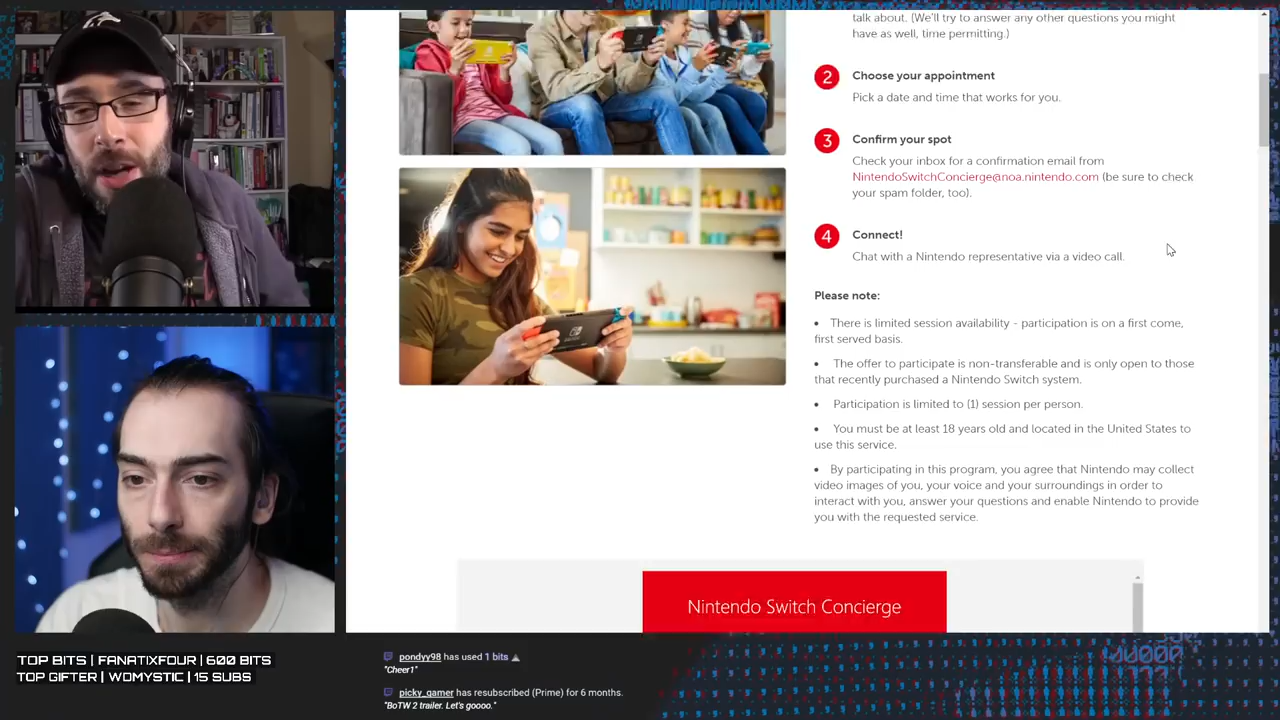 talk about. (We'll try to answer any other questions you might
have as well, time permitting.)
2 Choose your appointment
Pick a date and time that works for you.
3 Confirm your spot
Check your inbox for a confirmation email from
NintendoSwitchConcierge@noa.nintendo.com (be sure to check
your spam folder, too).
4 Connect!
Chat with a Nintendo representative via a video call.
Please note:
• There is limited session availability - participation is on a first come,
first served basis.
• The offer to participate is non-transferable and is only open to those
that recently purchased a Nintendo Switch system.
• Participation is limited to (1) session per person.
• You must be at least 18 years old and located in the United States to
use this service.
• By participating in this program, you agree that Nintendo may collect
video images of you, your voice and your surroundings in order to
interact with you, answer your questions and enable Nintendo to provide
you with the requested service.
Nintendo Switch Concierge
TOP BITS | FANATIXFOUR | 600 BITS
TOP GIFTER | WDMYSTIC | 15 SUBS
pondyy98 has used 1 bits
"Cheer1"
picky_gamer has resubscribed (Prime) for 6 months.
"BoTW 2 trailer. Let's goooo."